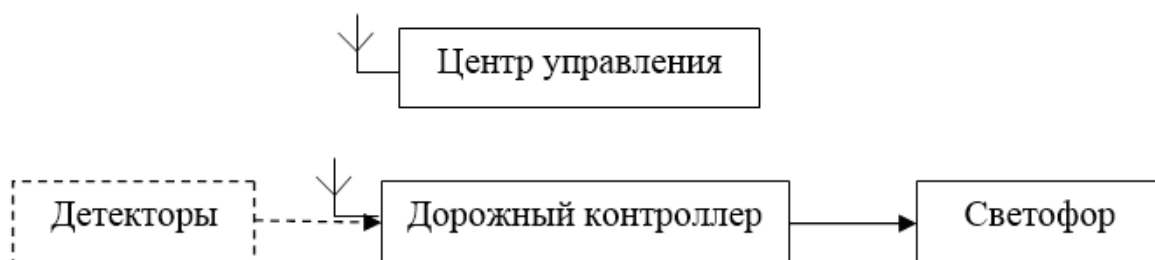 Центр управления
Детекторы
Дорожный контроллер
Светофор